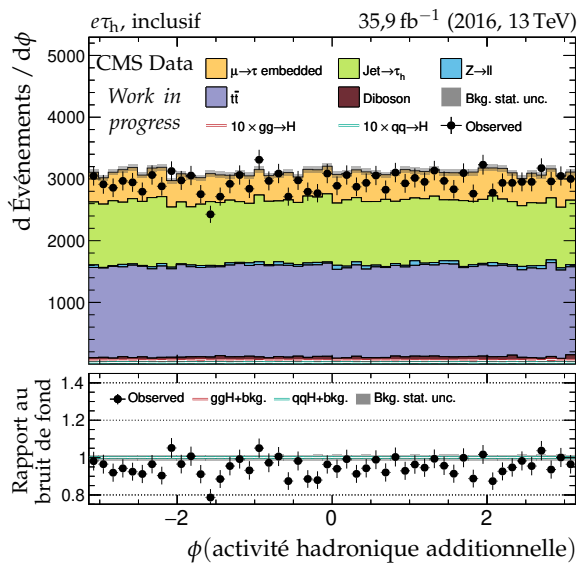 eτh, inclusif 35,9 fb−1 (2016, 13 TeV)
d Événements / dϕ
5000
4000
3000
2000
1000
CMS Data
Work in
progress
μ→τ embedded Jet→τh Z→ll
tt̄ Diboson Bkg. stat. unc.
10 × gg→H 10 × qq→H Observed
Rapport au
bruit de fond
1.4
1.2
1
0.8
Observed ggH+bkg. qqH+bkg. Bkg. stat. unc.
−2 0 2
ϕ(activité hadronique additionnelle)